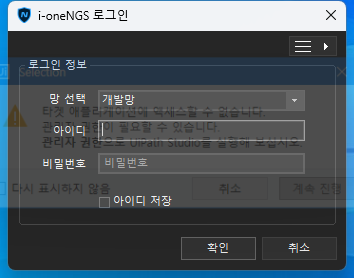 i-oneNGS 로그인
Selection
로그인 정보
망 선택 개발망
타겟 애플리케이션에 액세스할 수 없습니다.
권한이 필요할 수 있습니다.
아이디
관리자 권한으로 UiPath Studio를 실행해 보십시오.
비밀번호 비밀번호
다시 표시하지 않음 취소 계속 진행
아이디 저장
확인 취소